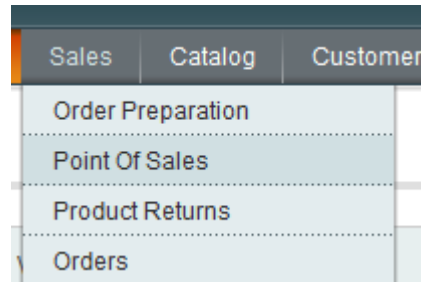 Sales Catalog Customer
Order Preparation
Point Of Sales
Product Returns
Orders